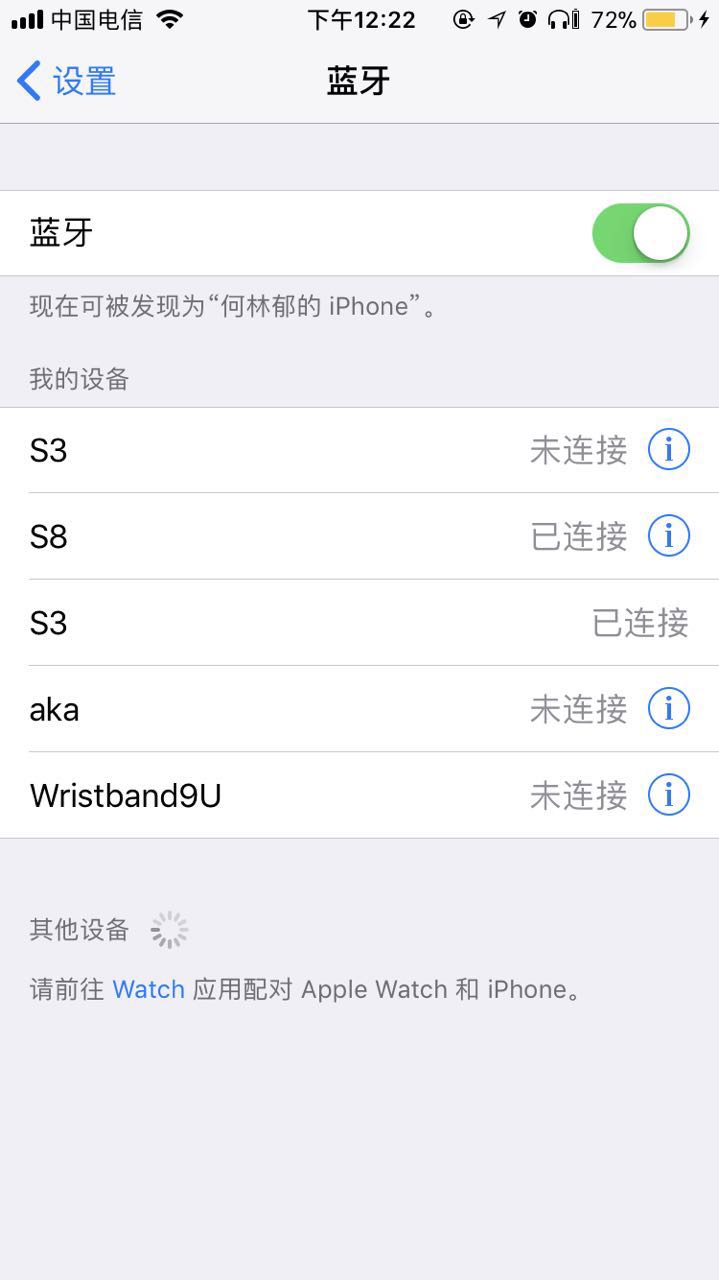 中国电信 下午12:22 72%
设置 蓝牙
蓝牙
现在可被发现为“何林郁的 iPhone”。
我的设备
S3 未连接
S8 已连接
S3 已连接
aka 未连接
Wristband9U 未连接
其他设备
请前往 Watch 应用配对 Apple Watch 和 iPhone。